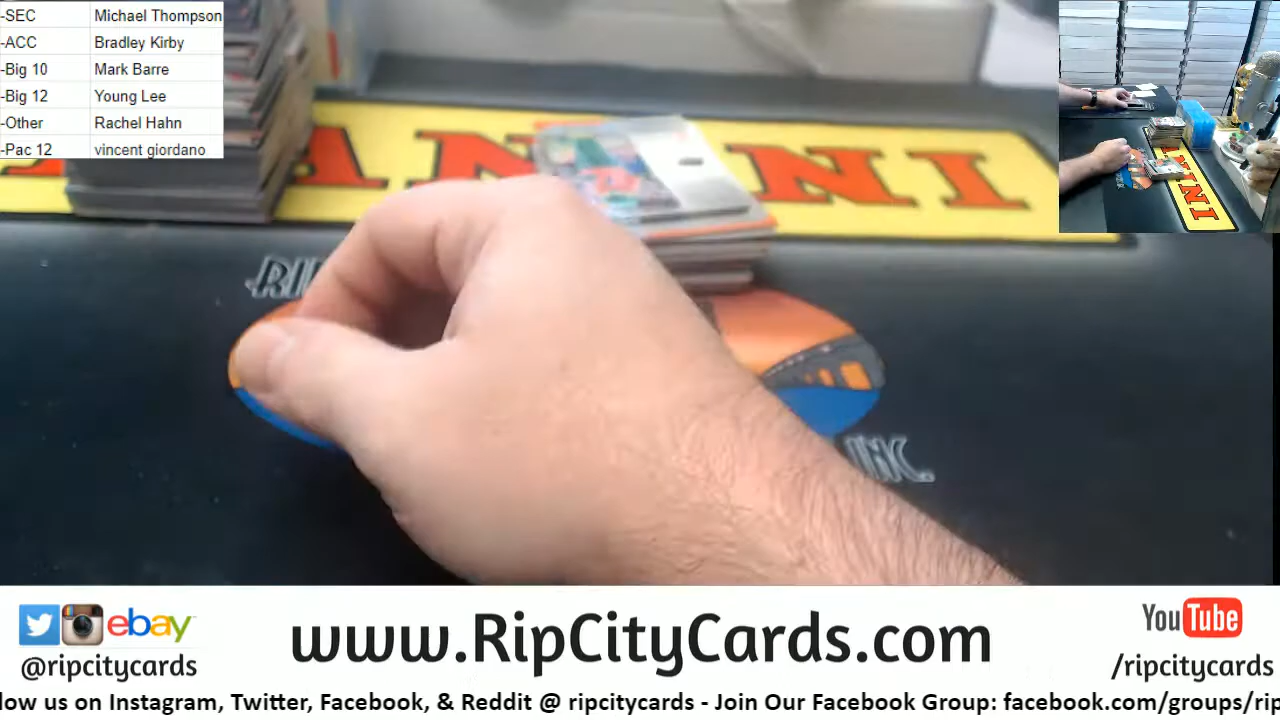 -SEC Michael Thompson
-ACC Bradley Kirby
-Big 10 Mark Barre
-Big 12 Young Lee
-Other Rachel Hahn
-Pac 12 vincent giordano
ANINI
RI
ebay
@ripcitycards
www.RipCityCards.com
YouTube
/ripcitycards
low us on Instagram, Twitter, Facebook, & Reddit @ ripcitycards - Join Our Facebook Group: facebook.com/groups/rip